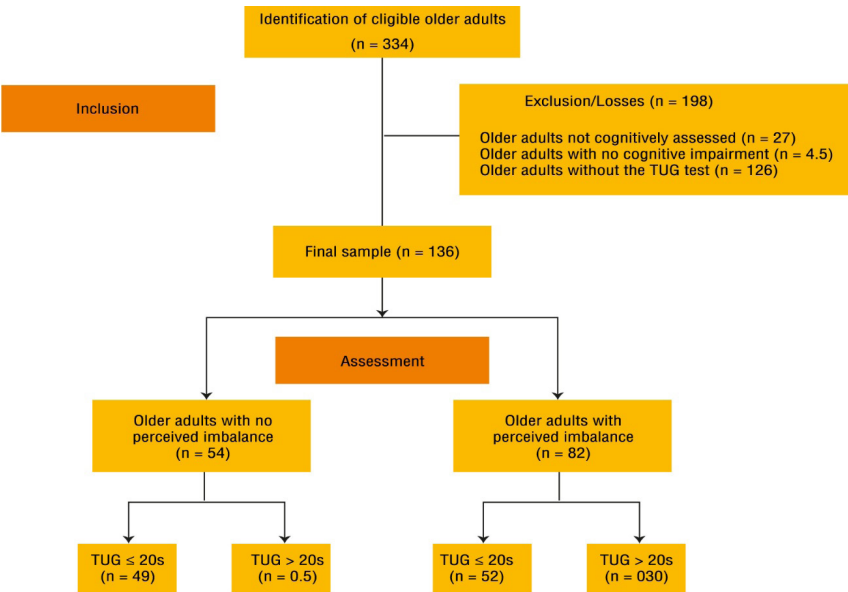 Identification of cligible older adults
(n = 334)
Inclusion
Exclusion/Losses (n = 198)
Older adults not cognitively assessed (n = 27)
Older adults with no cognitive impairment (n = 4.5)
Older adults without the TUG test (n = 126)
Final sample (n = 136)
Assessment
Older adults with no
perceived imbalance
(n = 54)
Older adults with
perceived imbalance
(n = 82)
TUG ≤ 20s
(n = 49)
TUG > 20s
(n = 0.5)
TUG ≤ 20s
(n = 52)
TUG > 20s
(n = 030)